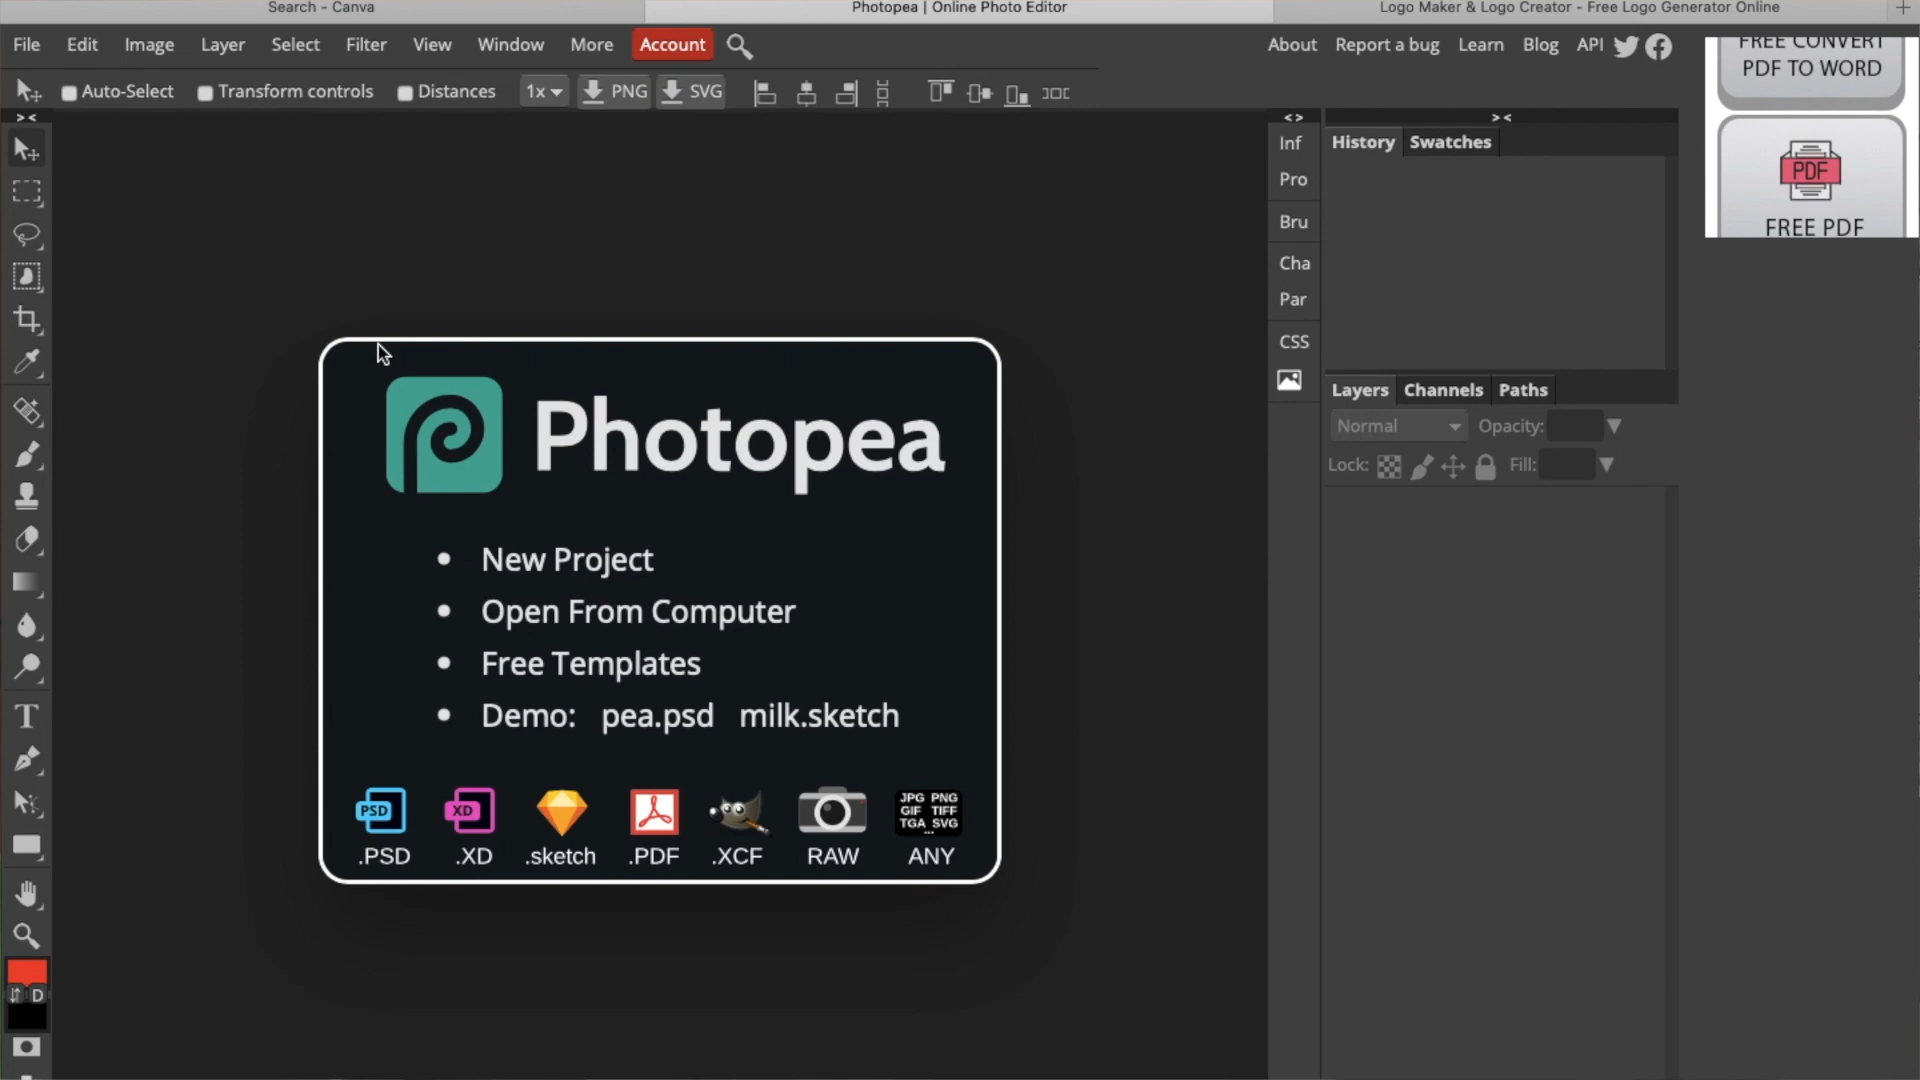 Search - Canva
Photopea | Online Photo Editor
Logo Maker & Logo Creator - Free Logo Generator Online
File Edit Image Layer Select Filter View Window More Account
About Report a bug Learn Blog API
Auto-Select Transform controls Distances 1x PNG SVG
FREE CONVERT
PDF TO WORD
PDF
FREE PDF
Inf
Pro
Bru
Cha
Par
CSS
History Swatches
Layers Channels Paths
Normal Opacity:
Lock: Fill:
Photopea
New Project
Open From Computer
Free Templates
Demo: pea.psd milk.sketch
PSD XD JPG PNG
GIF TIFF
TGA SVG
...
.PSD .XD .sketch .PDF .XCF RAW ANY
T
D